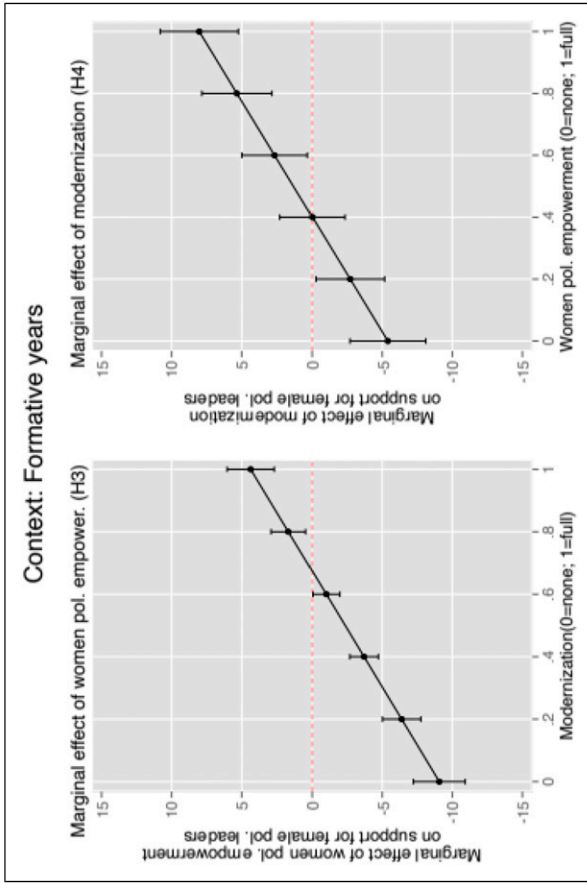 Context: Formative years
Marginal effect of women pol. empower. (H3)
Marginal effect of women pol. empowerment
on support for female pol. leaders
15
10
5
0
-5
-10
-15
0 .2 .4 .6 .8 1
Modernization(0=none; 1=full)
Marginal effect of modernization (H4)
Marginal effect of modernization
on support for female pol. leaders
15
10
5
0
-5
-10
-15
0 .2 .4 .6 .8 1
Women pol. empowerment (0=none; 1=full)